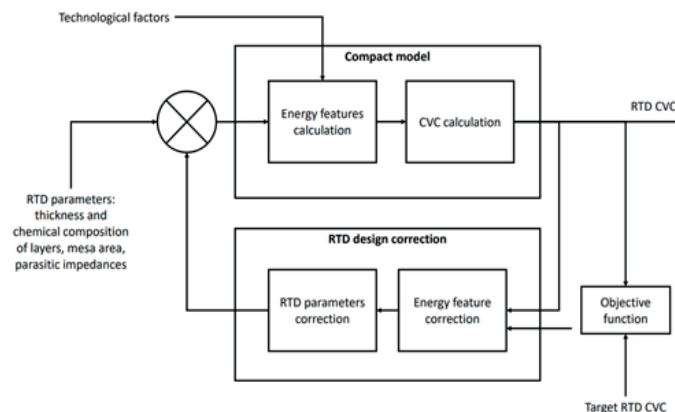 Technological factors
Compact model
Energy features
calculation
CVC calculation
RTD CVC
RTD parameters:
thickness and
chemical composition
of layers, mesa area,
parasitic impedances
RTD design correction
RTD parameters
correction
Energy feature
correction
Objective
function
Target RTD CVC